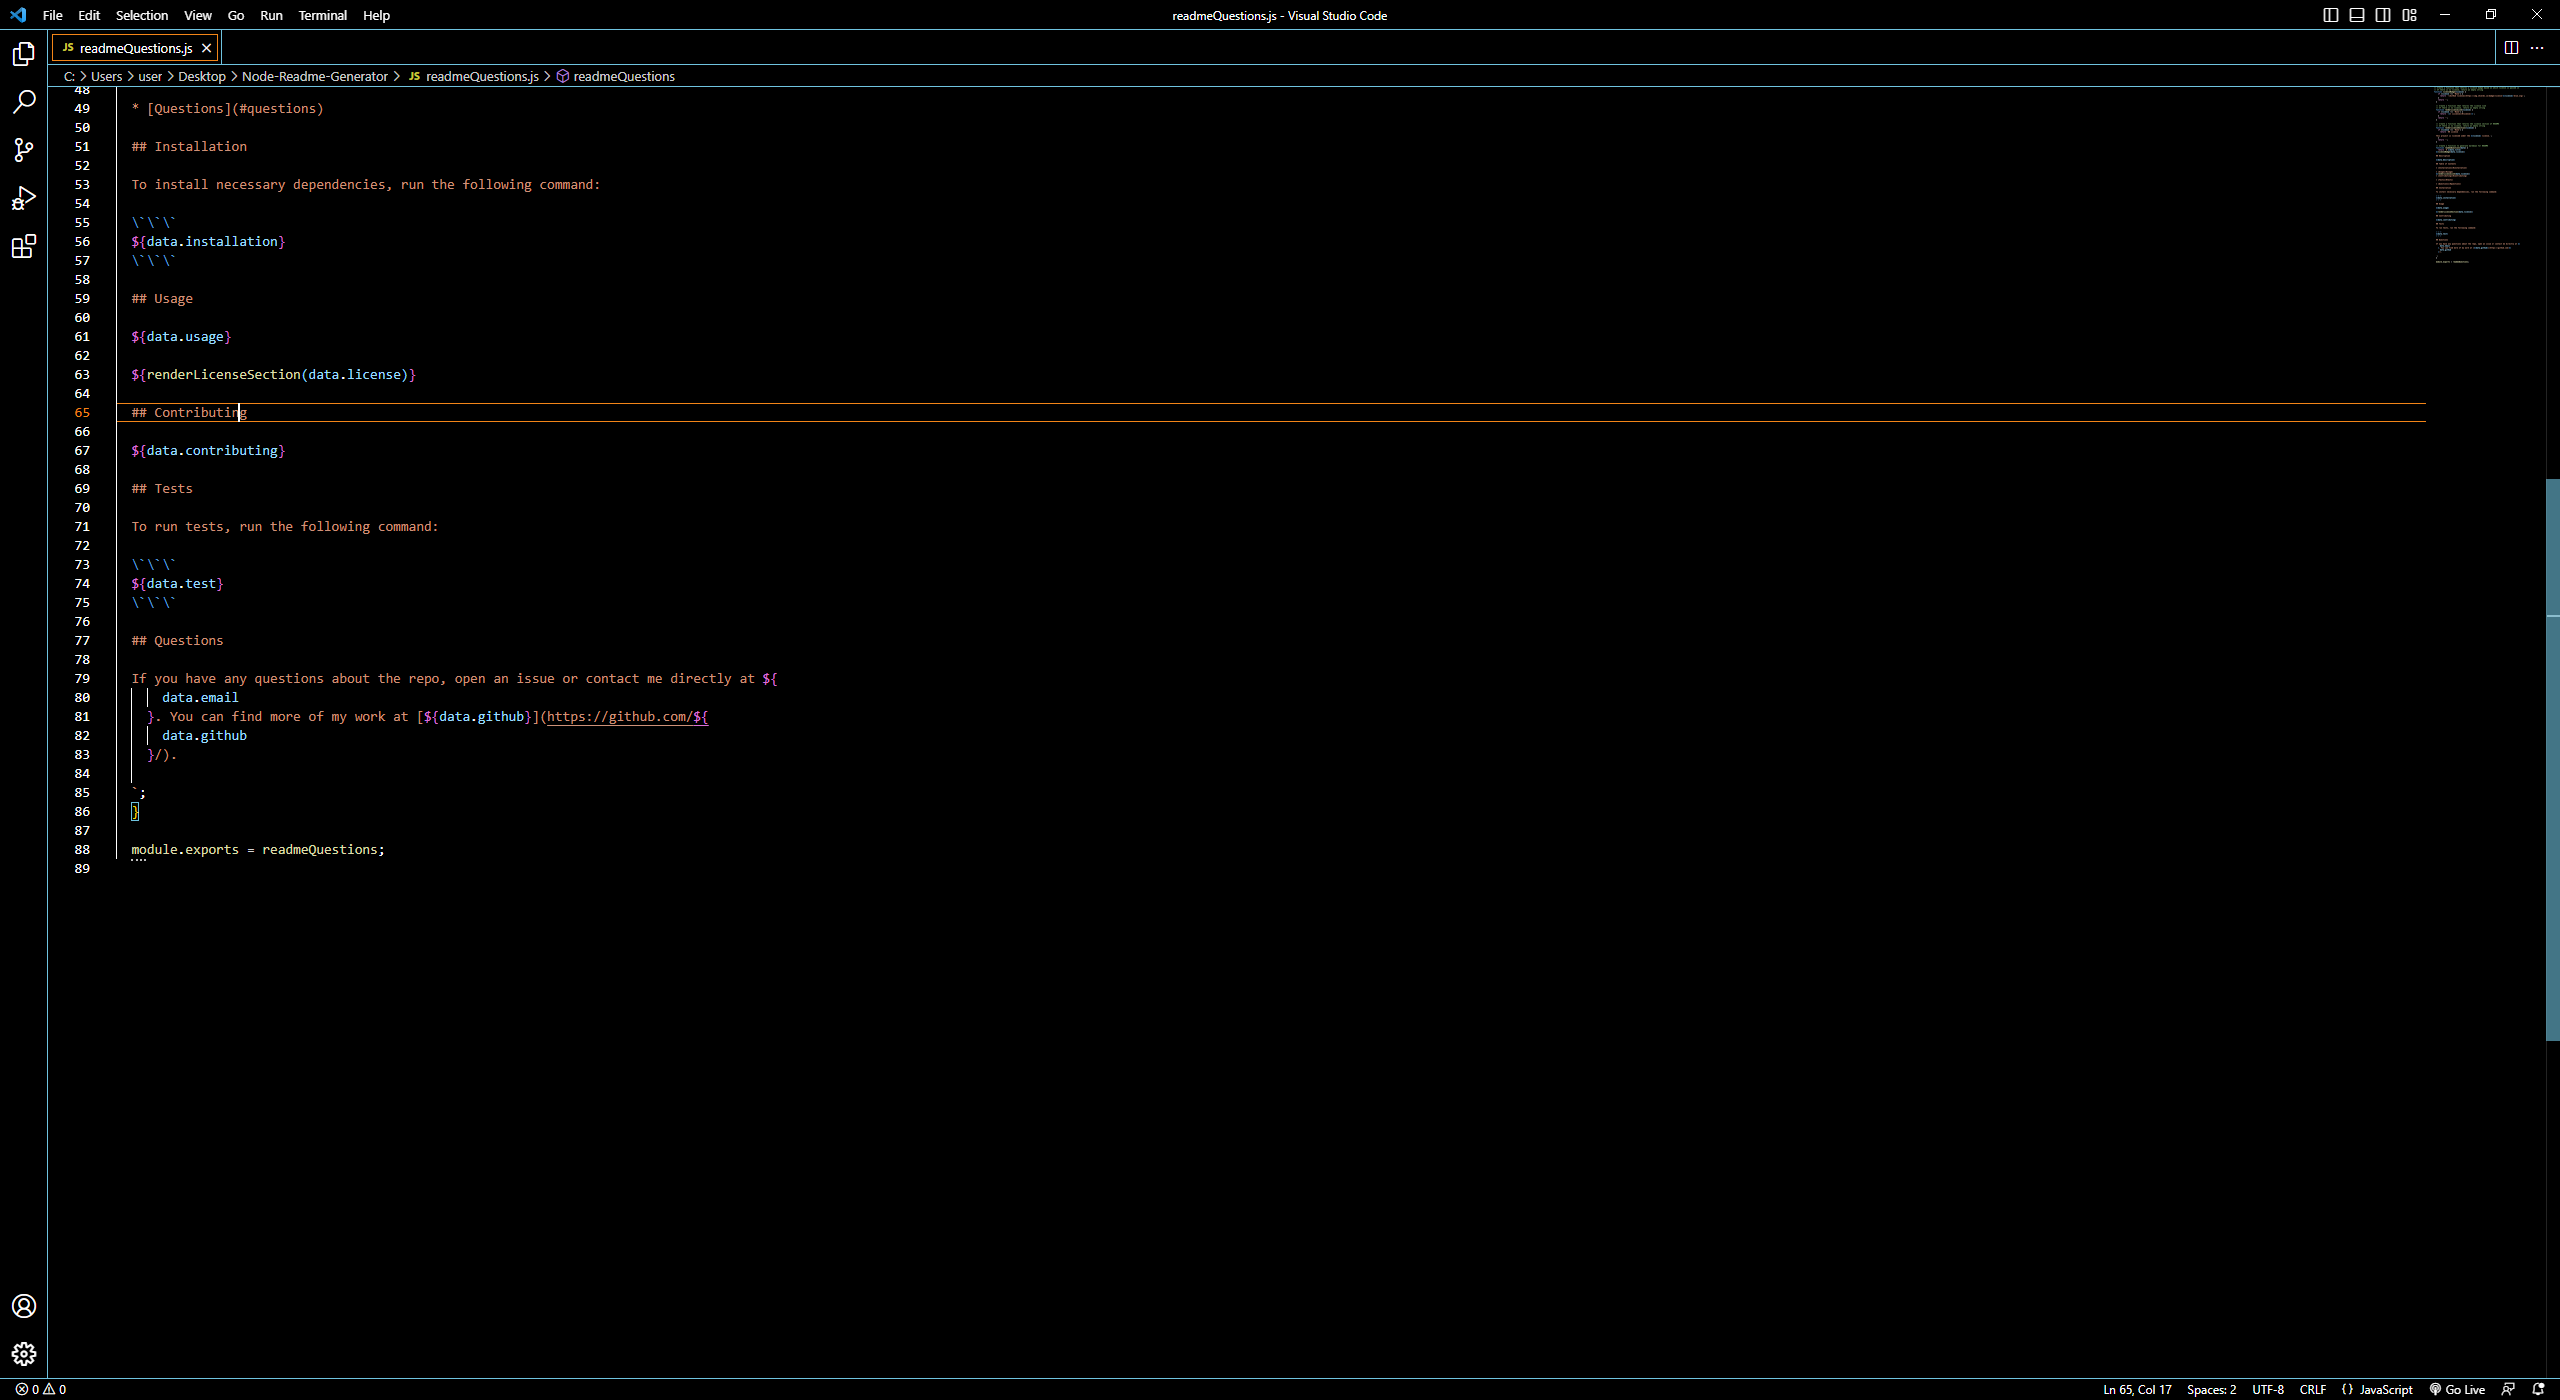 File Edit Selection View Go Run Terminal Help
readmeQuestions.js - Visual Studio Code
JS readmeQuestions.js
C: > Users > user > Desktop > Node-Readme-Generator > JS readmeQuestions.js > readmeQuestions
48
49 * [Questions](#questions)
50
51 ## Installation
52
53 To install necessary dependencies, run the following command:
54
55 \`\`\`
56 ${data.installation}
57 \`\`\`
58
59 ## Usage
60
61 ${data.usage}
62
63 ${renderLicenseSection(data.license)}
64
65 ## Contributing
66
67 ${data.contributing}
68
69 ## Tests
70
71 To run tests, run the following command:
72
73 \`\`\`
74 ${data.test}
75 \`\`\`
76
77 ## Questions
78
79 If you have any questions about the repo, open an issue or contact me directly at ${
80 data.email
81 }. You can find more of my work at [${data.github}](https://github.com/${
82 data.github
83 }/).
84
85 `;
86 }
87
88 module.exports = readmeQuestions;
89
0 0
Ln 65, Col 17 Spaces: 2 UTF-8 CRLF {} JavaScript Go Live